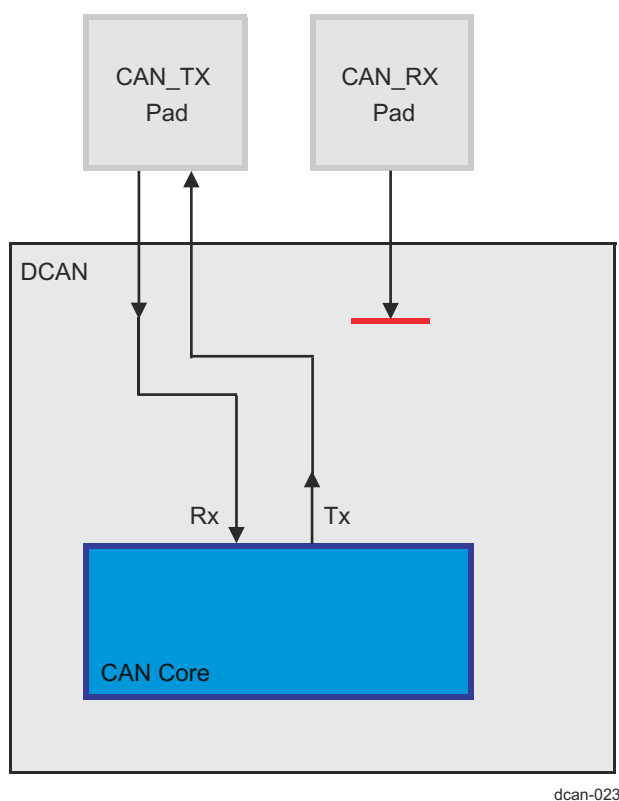 CAN_TX
Pad
CAN_RX
Pad
DCAN
Rx
Tx
CAN Core
dcan-023